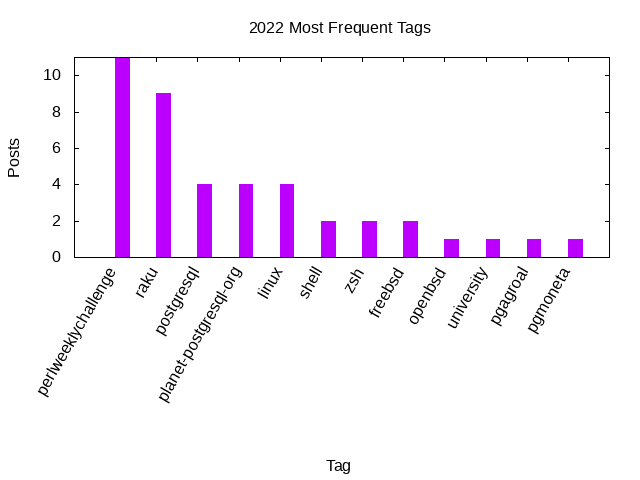 2022 Most Frequent Tags
Posts
10
8
6
4
2
0
perlweeklychallenge
raku
postgresql
planet-postgresql-org
linux
shell
zsh
freebsd
openbsd
university
pgagroal
pgmoneta
Tag